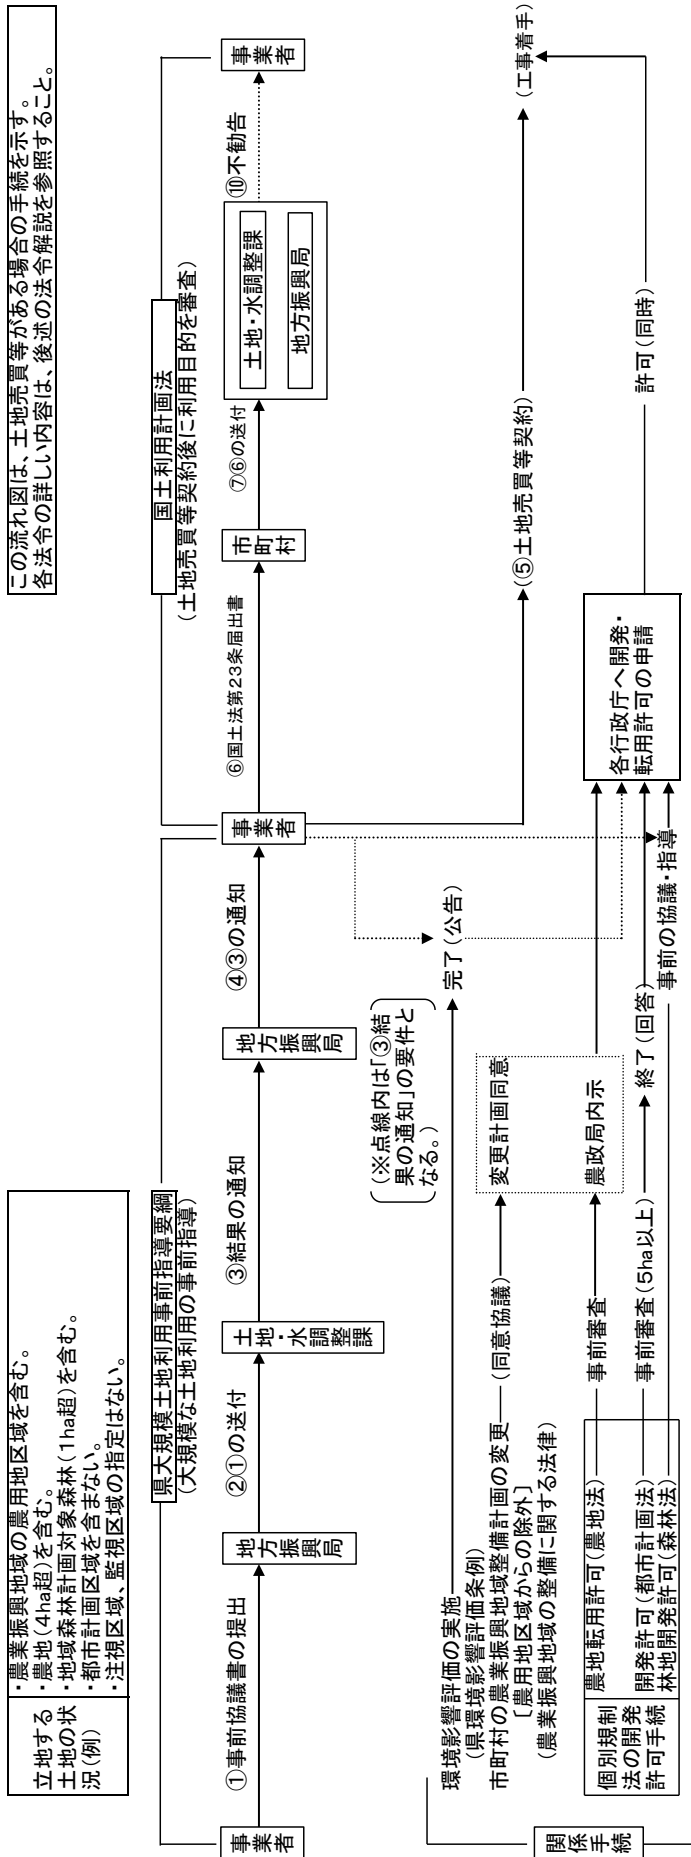 立地する
土地の状
況(例)
・農業振興地域の農用地区域を含む。
・農地(4ha超)を含む。
・地域森林計画対象森林(1ha超)を含む。
・都市計画区域を含まない。
・注視区域、監視区域の指定はない。
この流れ図は、土地売買等がある場合の手続を示す。
各法令の詳しい内容は、後述の法令解説を参照すること。
県大規模土地利用事前指導要綱
(大規模な土地利用の事前指導)
国土利用計画法
(土地売買等契約後に利用目的を審査)
事業者
①事前協議書の提出
地方振興局
②①の送付
土地・水調整課
③結果の通知
地方振興局
④③の通知
事業者
⑥国土法第23条届出書
市町村
⑦⑥の送付
土地・水調整課
地方振興局
⑩不勧告
事業者
(※点線内は「③結
果の通知」の要件と
なる。)
(⑤土地売買等契約)
(工事着手)
関係手続
環境影響評価の実施
(県環境影響評価条例)
完了(公告)
市町村の農業振興地域整備計画の変更
[農用地区域からの除外]
(農業振興地域の整備に関する法律)
(同意協議)
変更計画同意
個別規制
法の開発
許可手続
農地転用許可(農地法)
事前審査
農政局内示
開発許可(都市計画法)
事前審査(5ha以上)
終了(回答)
林地開発許可(森林法)
事前の協議・指導
各行政庁へ開発・
転用許可の申請
許可(同時)